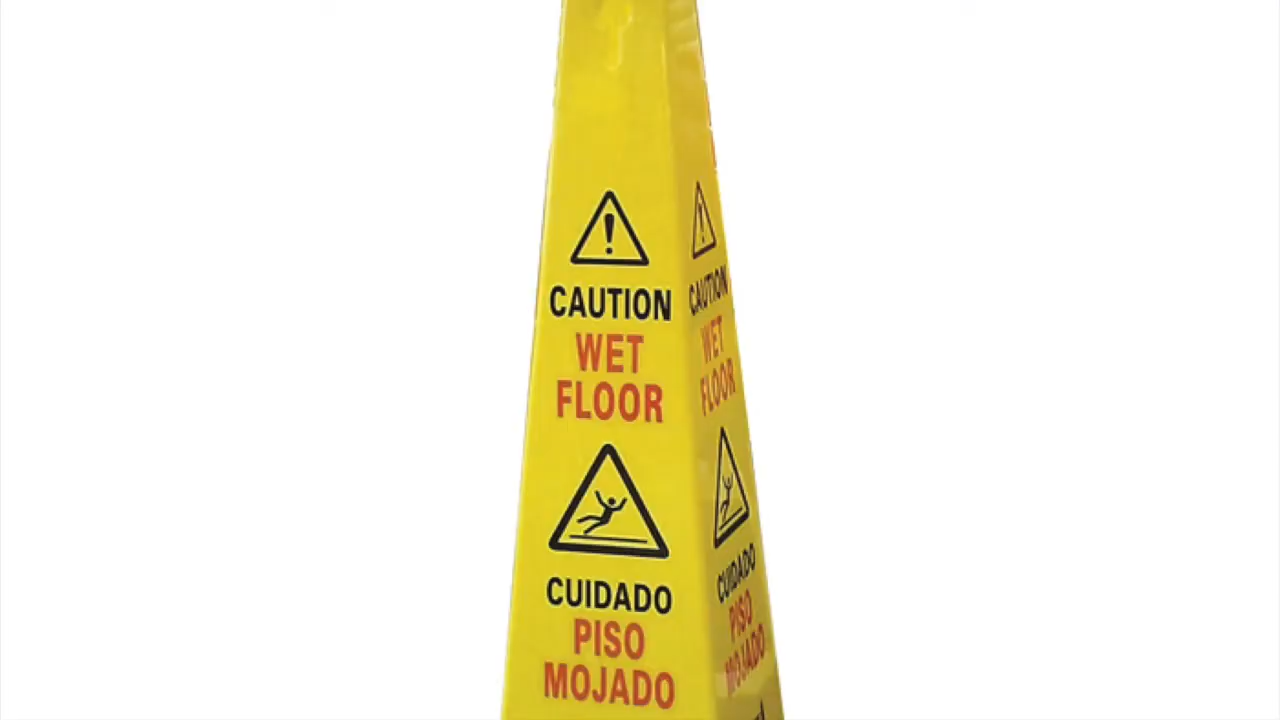 CAUTION
WET
FLOOR
CUIDADO
PISO
MOJADO
CAUTION
WET
FLOOR
CUIDADO
PISO
MOJADO